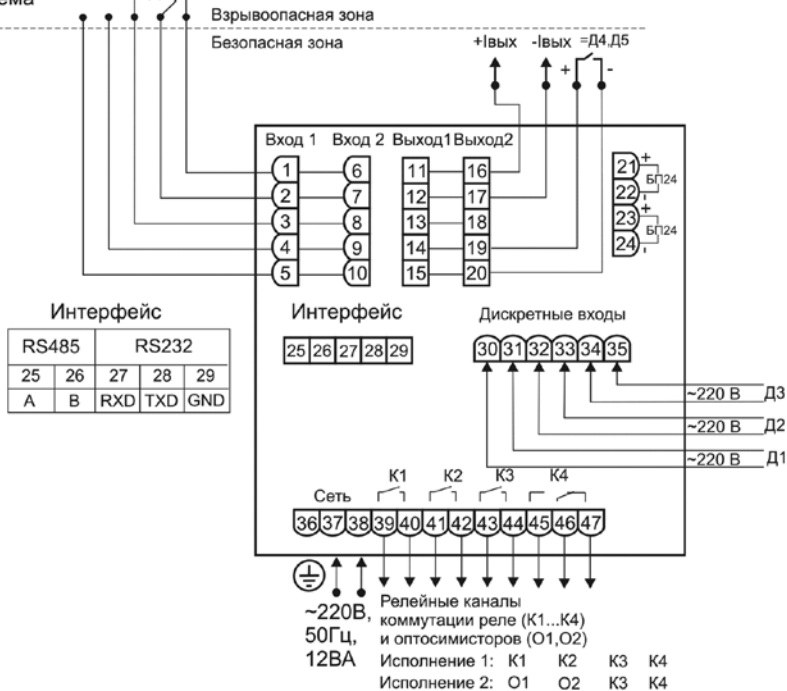 ема
Взрывоопасная зона
Безопасная зона
+Iвых -Iвых =Д4,Д5
+ -
Вход 1 Вход 2 Выход1 Выход2
1 6 11 16
2 7 12 17
3 8 13 18
4 9 14 19
5 10 15 20
21 +
БП24
22 -
23 +
БП24
24 -
Интерфейс
RS485 RS232
25 26 27 28 29
A B RXD TXD GND
Интерфейс
25 26 27 28 29
Дискретные входы
30 31 32 33 34 35
~220 В Д3
~220 В Д2
~220 В Д1
К1 К2 К3 К4
Сеть
36 37 38 39 40 41 42 43 44 45 46 47
~220В,
50Гц,
12ВА
Релейные каналы
коммутации реле (К1...К4)
и оптосимисторов (О1,О2)
Исполнение 1: К1 К2 К3 К4
Исполнение 2: О1 О2 К3 К4